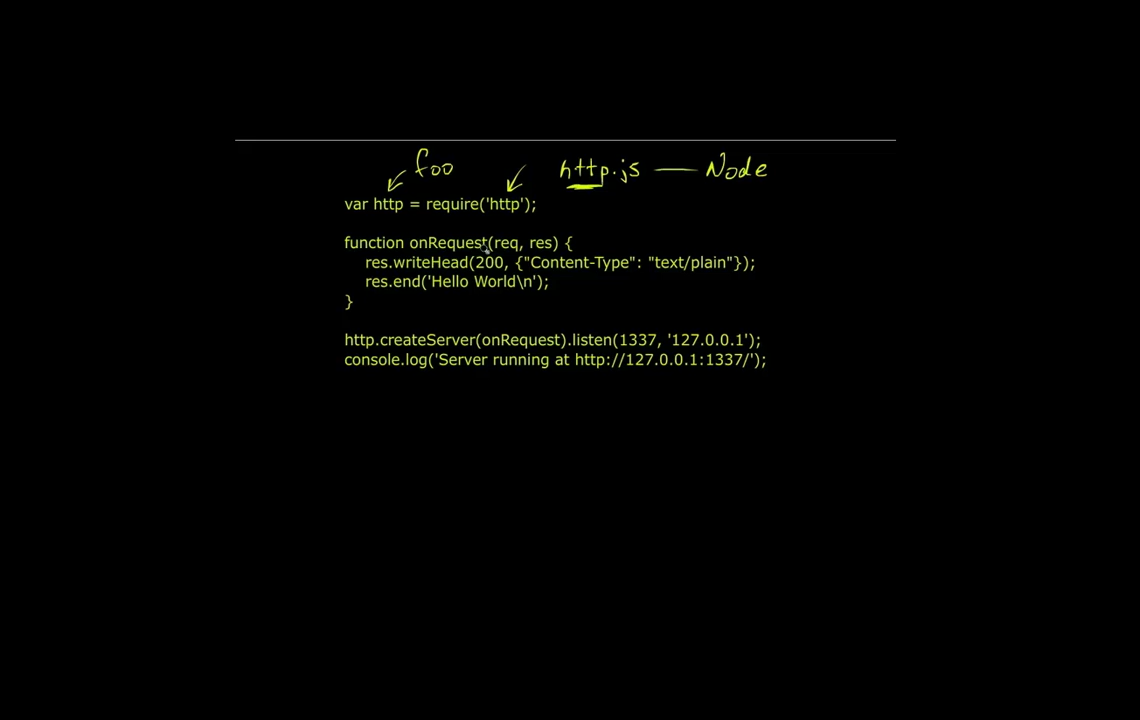 foo http.js — Node
var http = require('http');
function onRequest(req, res) {
res.writeHead(200, {"Content-Type": "text/plain"});
res.end('Hello World\n');
}
http.createServer(onRequest).listen(1337, '127.0.0.1');
console.log('Server running at http://127.0.0.1:1337/');